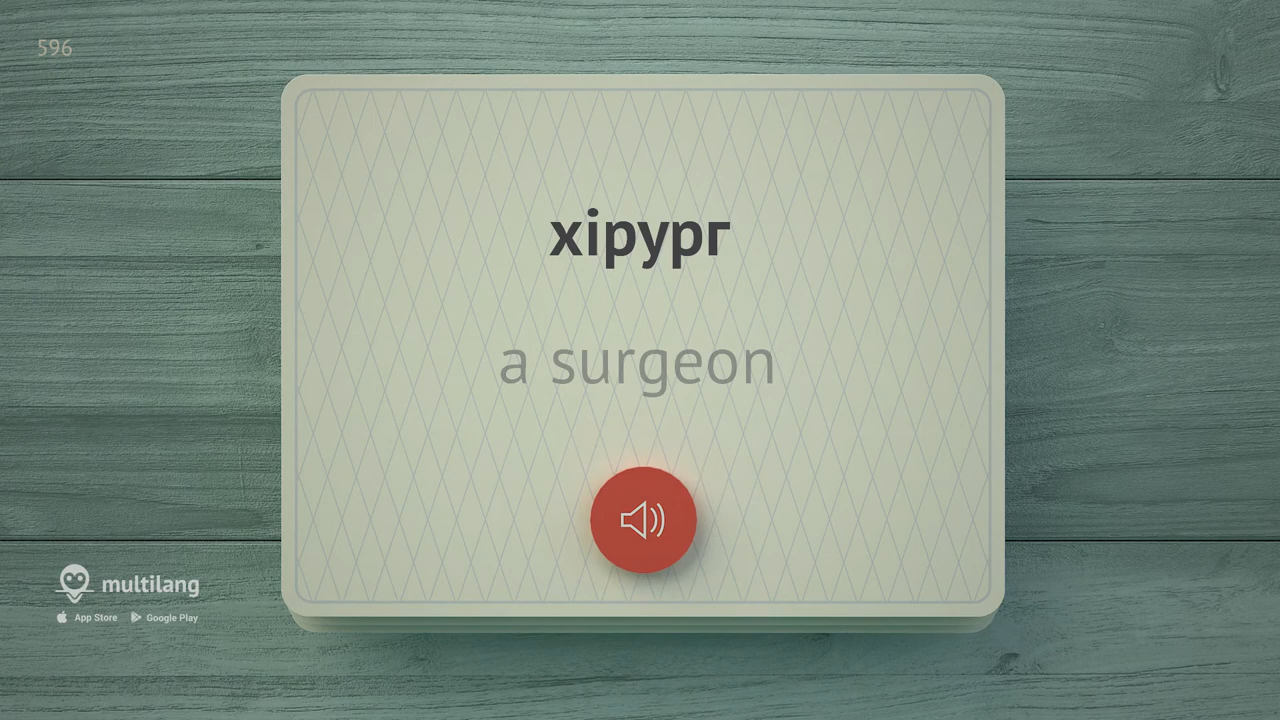 596
хірург
a surgeon
multilang
App Store Google Play